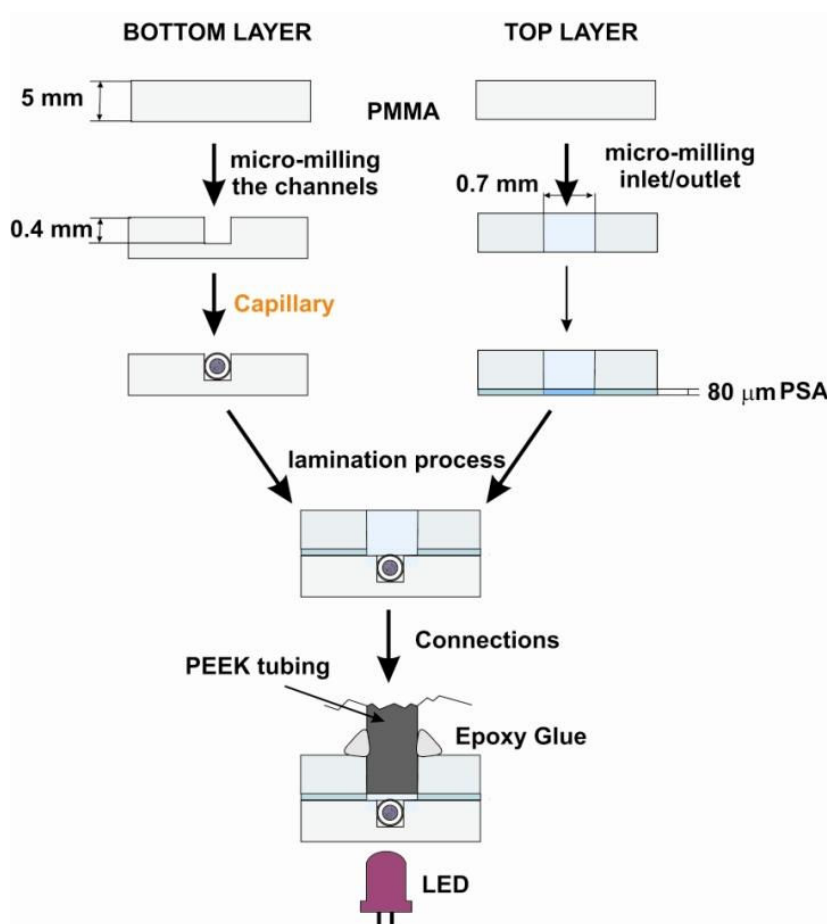 BOTTOM LAYER
TOP LAYER
5 mm
PMMA
micro-milling
the channels
micro-milling
inlet/outlet
0.7 mm
0.4 mm
Capillary
80 μm PSA
lamination process
Connections
PEEK tubing
Epoxy Glue
LED